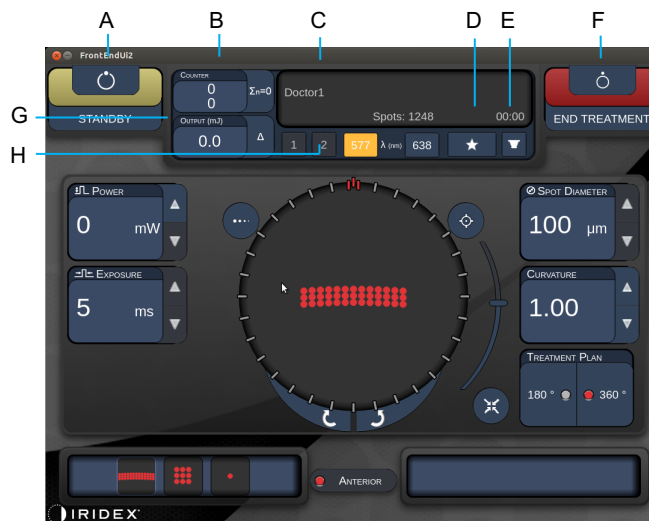 A B C D E F
FrontEndUi2
STANDBY
COUNTER
0
0
Σn=0
OUTPUT (mJ)
0.0
Δ
Doctor1
Spots: 1248 00:00
1 2 577 λ (nm) 638
END TREATMENT
G
H
POWER
0 mW
EXPOSURE
5 ms
SPOT DIAMETER
100 μm
CURVATURE
1.00
TREATMENT PLAN
180 ° 360 °
ANTERIOR
IRIDEX